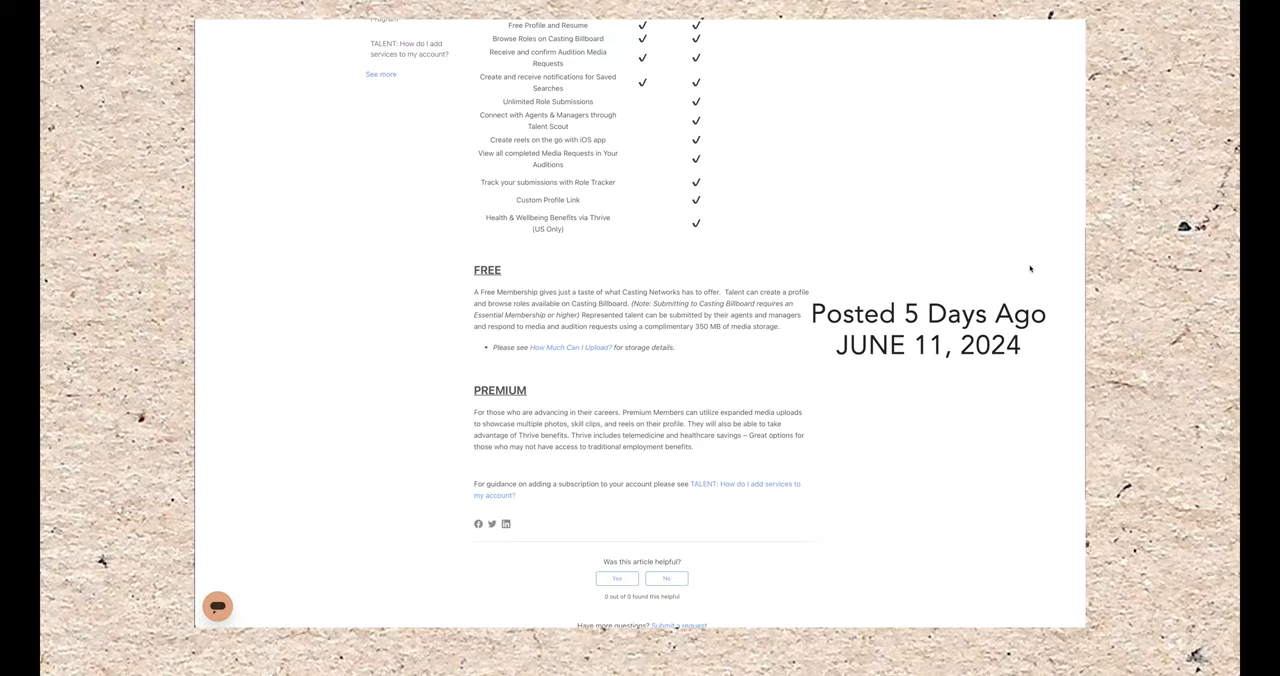 Program
TALENT: How do I add
services to my account?
See more
Free Profile and Resume ✔ ✔
Browse Roles on Casting Billboard ✔ ✔
Receive and confirm Audition Media
Requests ✔ ✔
Create and receive notifications for Saved
Searches ✔ ✔
Unlimited Role Submissions ✔
Connect with Agents & Managers through
Talent Scout ✔
Create reels on the go with iOS app ✔
View all completed Media Requests in Your
Auditions ✔
Track your submissions with Role Tracker ✔
Custom Profile Link ✔
Health & Wellbeing Benefits via Thrive
(US Only) ✔
FREE
A Free Membership gives just a taste of what Casting Networks has to offer. Talent can create a profile
and browse roles available on Casting Billboard. (Note: Submitting to Casting Billboard requires an
Essential Membership or higher) Represented talent can be submitted by their agents and managers
and respond to media and audition requests using a complimentary 350 MB of media storage.
• Please see How Much Can I Upload? for storage details.
Posted 5 Days Ago
JUNE 11, 2024
PREMIUM
For those who are advancing in their careers. Premium Members can utilize expanded media uploads
to showcase multiple photos, skill clips, and reels on their profile. They will also be able to take
advantage of Thrive benefits. Thrive includes telemedicine and healthcare savings – Great options for
those who may not have access to traditional employment benefits.
For guidance on adding a subscription to your account please see TALENT: How do I add services to
my account?
Was this article helpful?
Yes No
0 out of 0 found this helpful
Have more questions? Submit a request